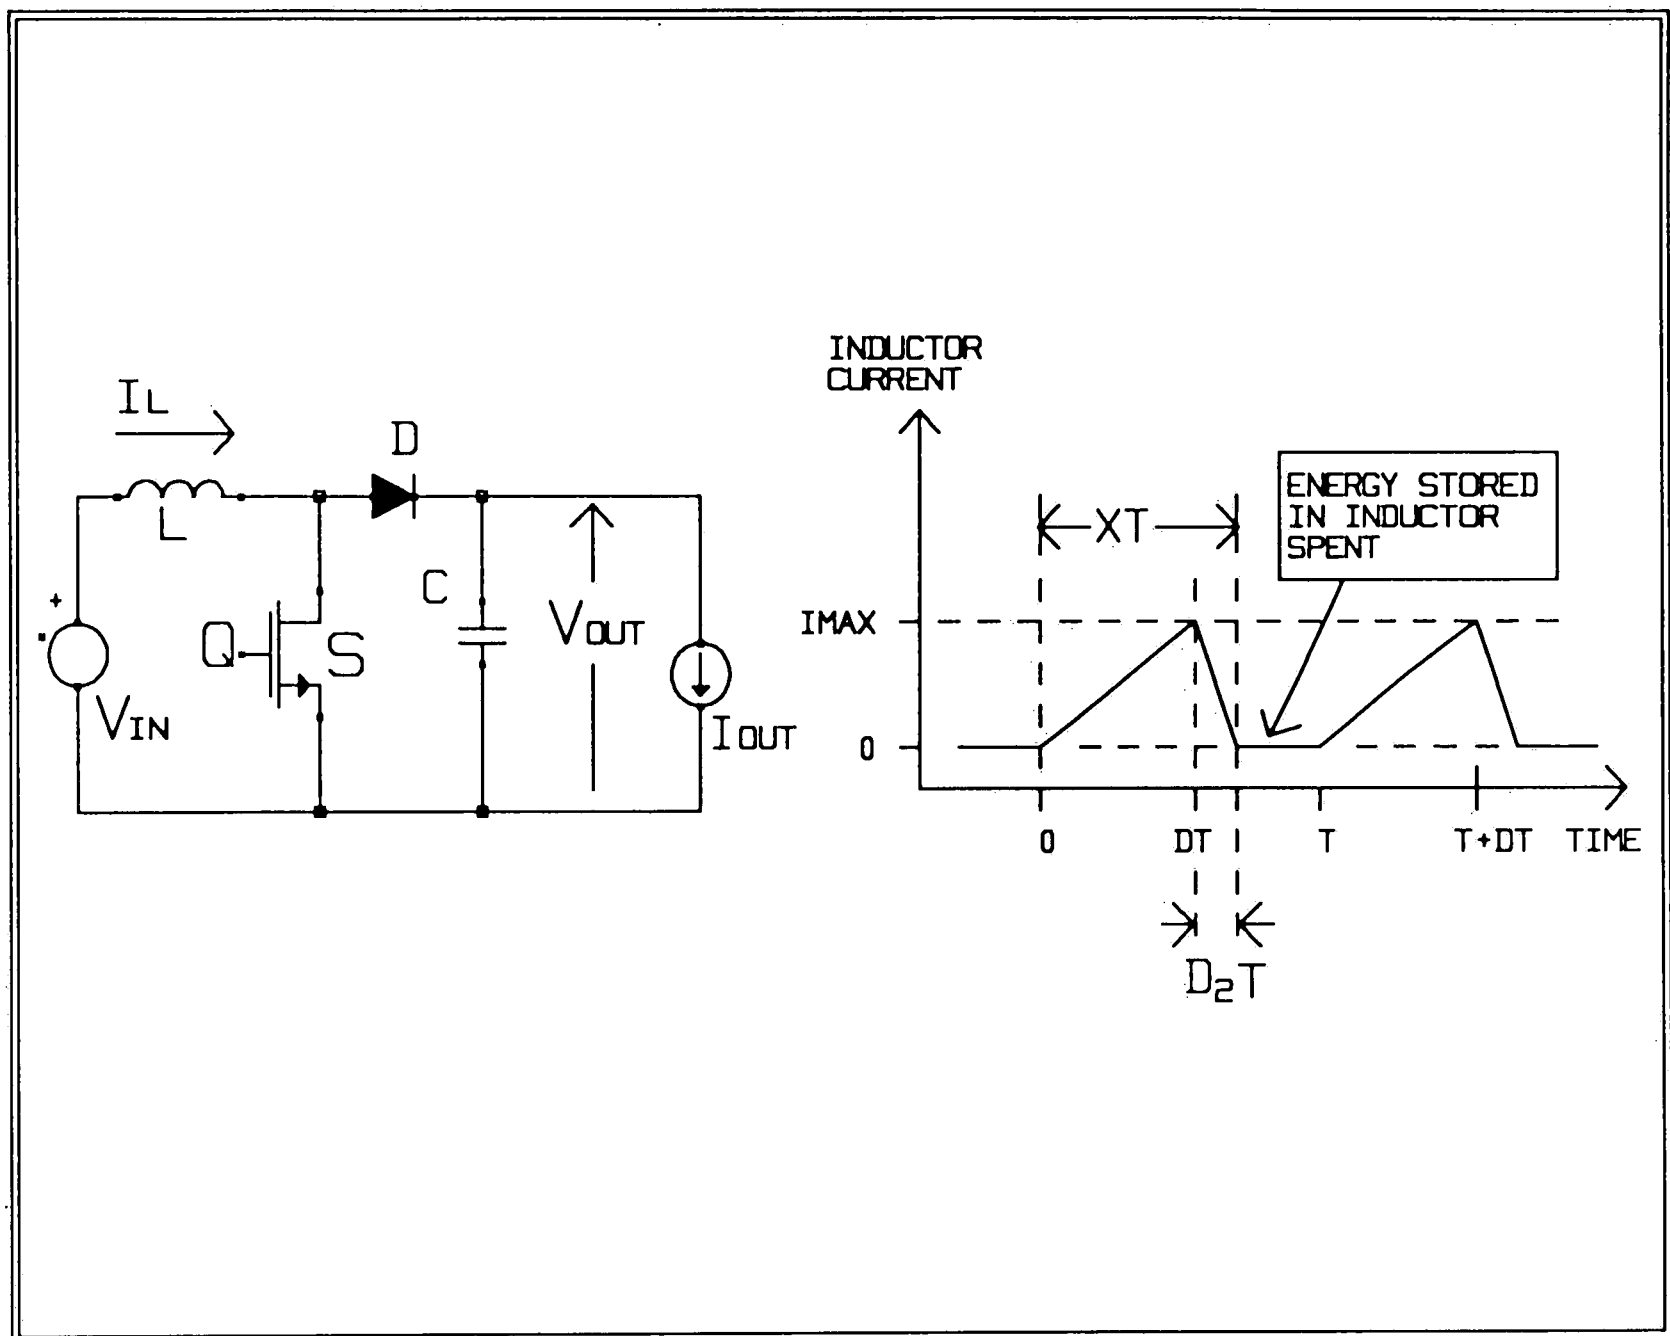 IL
D
L
C
Q
S
VOUT
+
VIN
IOUT
INDUCTOR
CURRENT
ENERGY STORED
IN INDUCTOR
SPENT
XT
IMAX
0
0
DT
T
T+DT
TIME
D2T